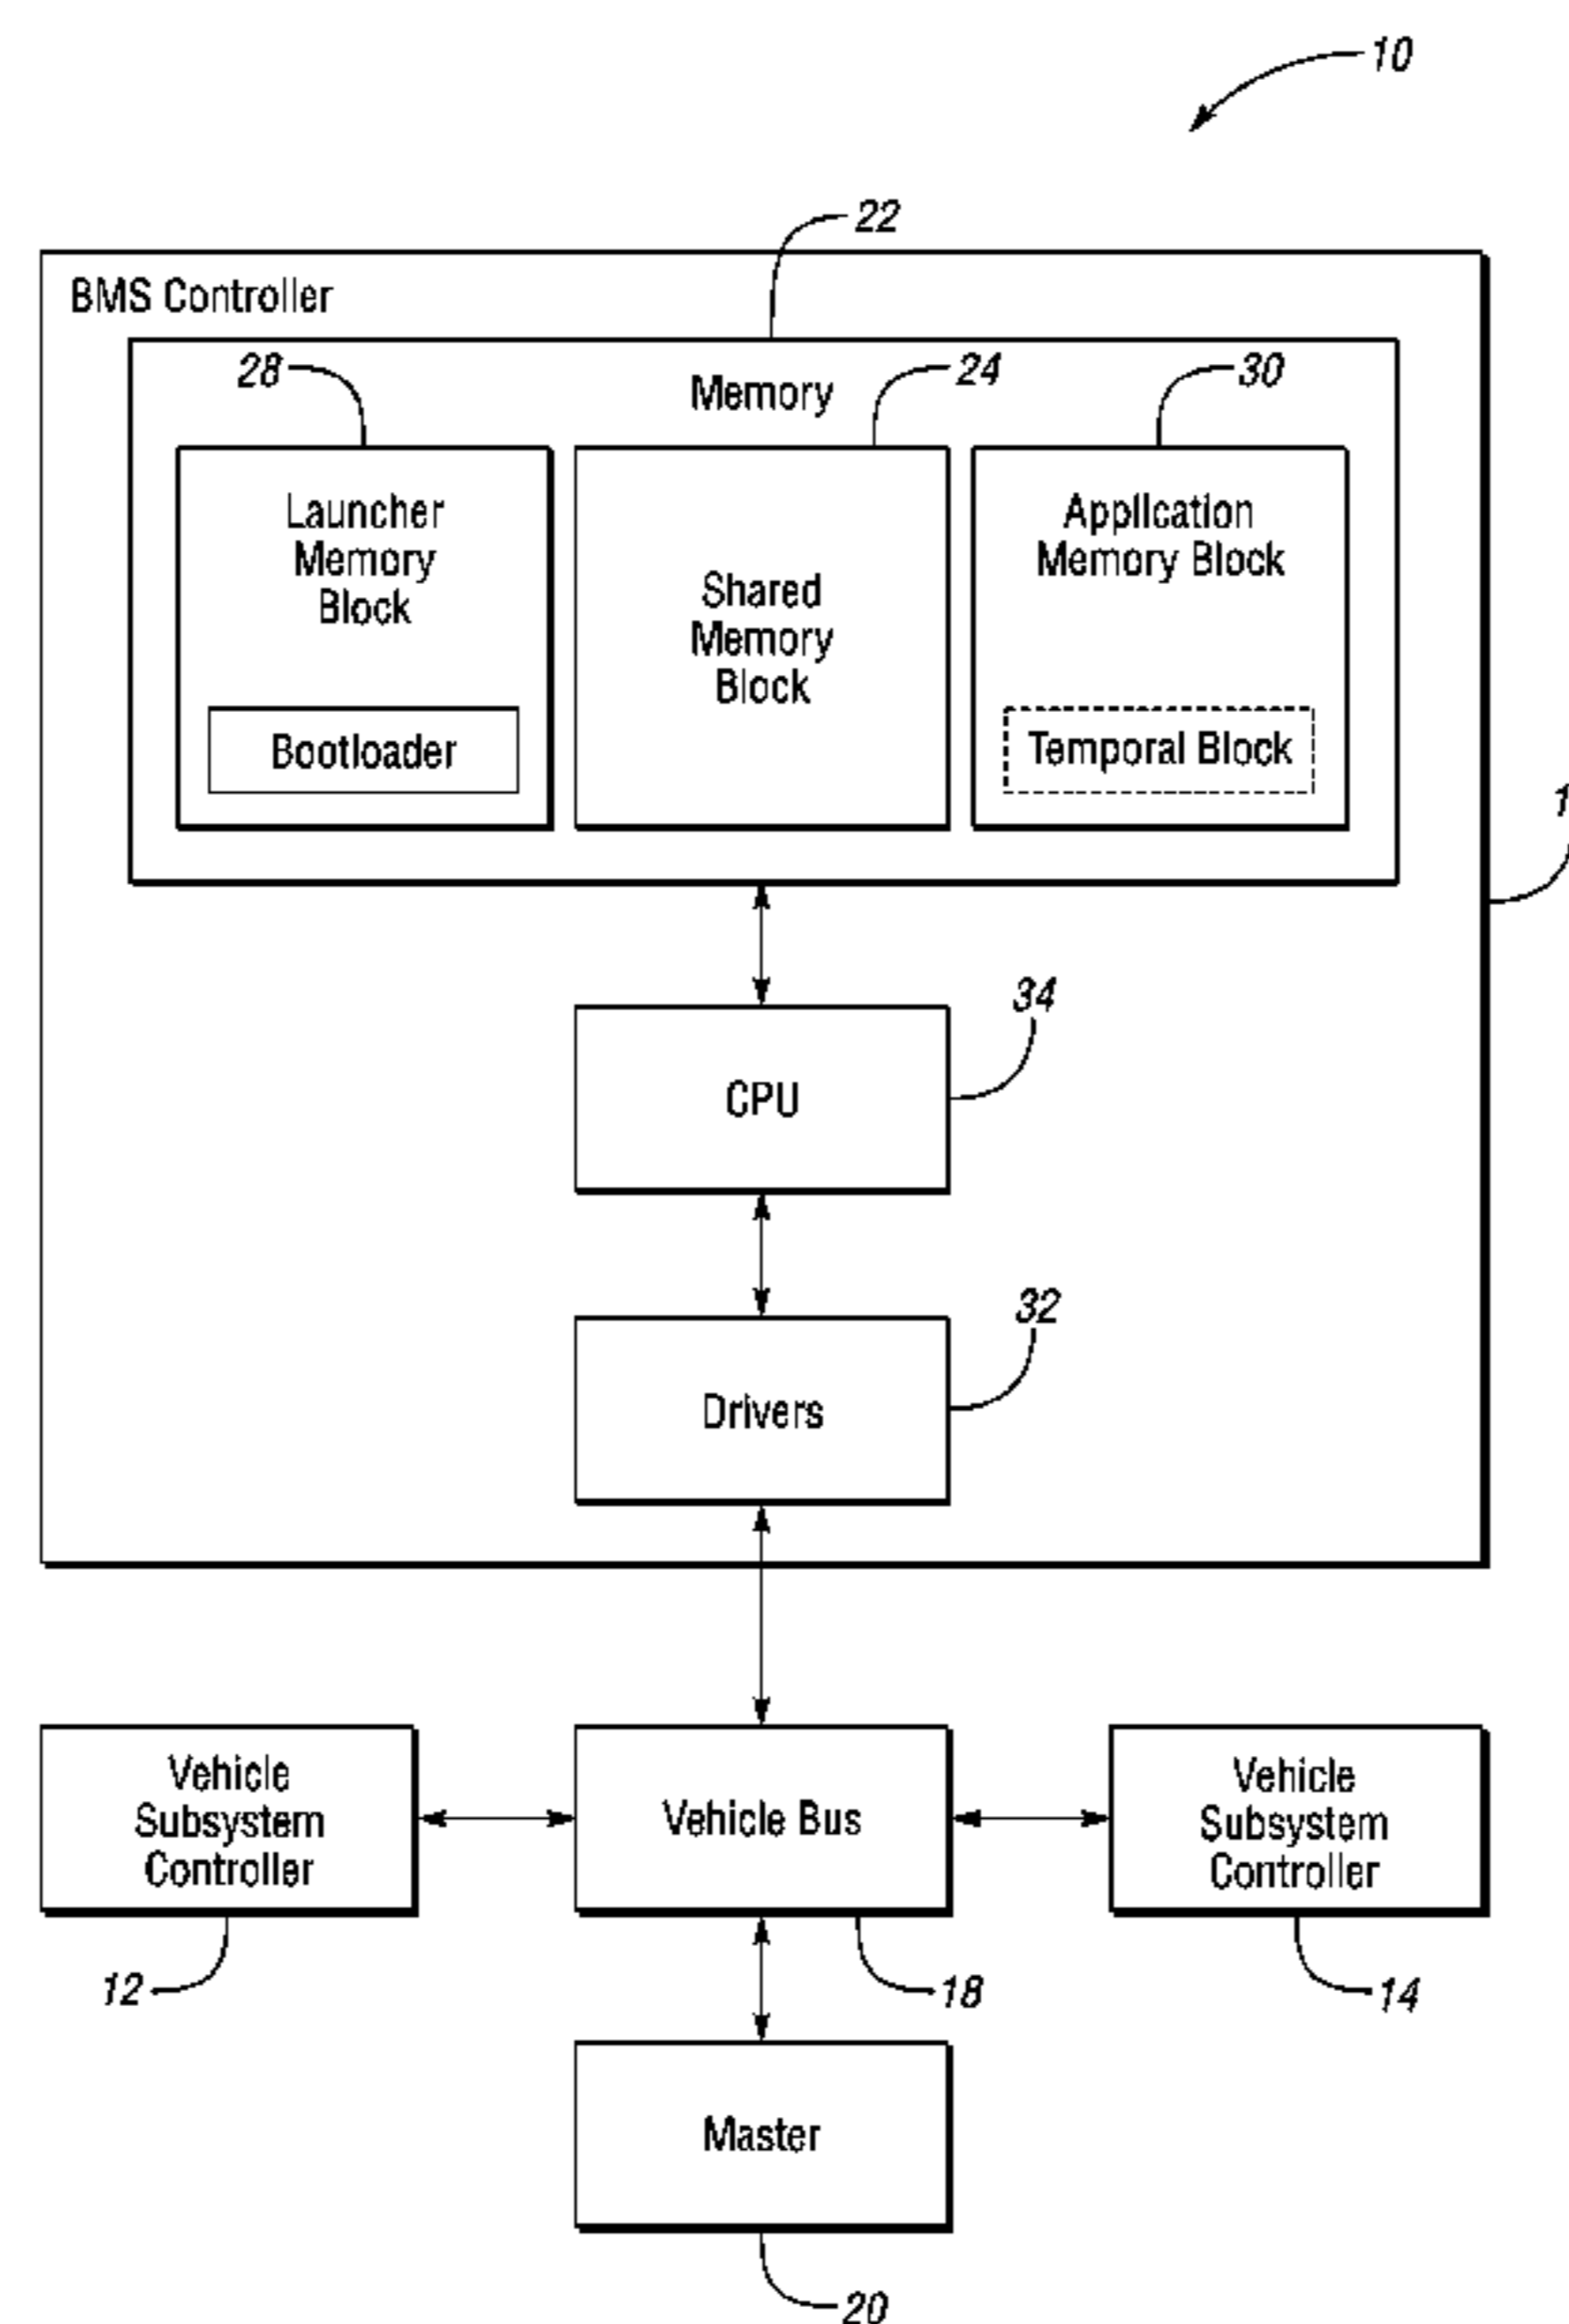 10
22
BMS Controller
28
Memory
24
30
Launcher
Memory
Block
Shared
Memory
Block
Application
Memory Block
Bootloader
Temporal Block
1
34
CPU
32
Drivers
Vehicle
Subsystem
Controller
Vehicle Bus
Vehicle
Subsystem
Controller
12
18
14
Master
20